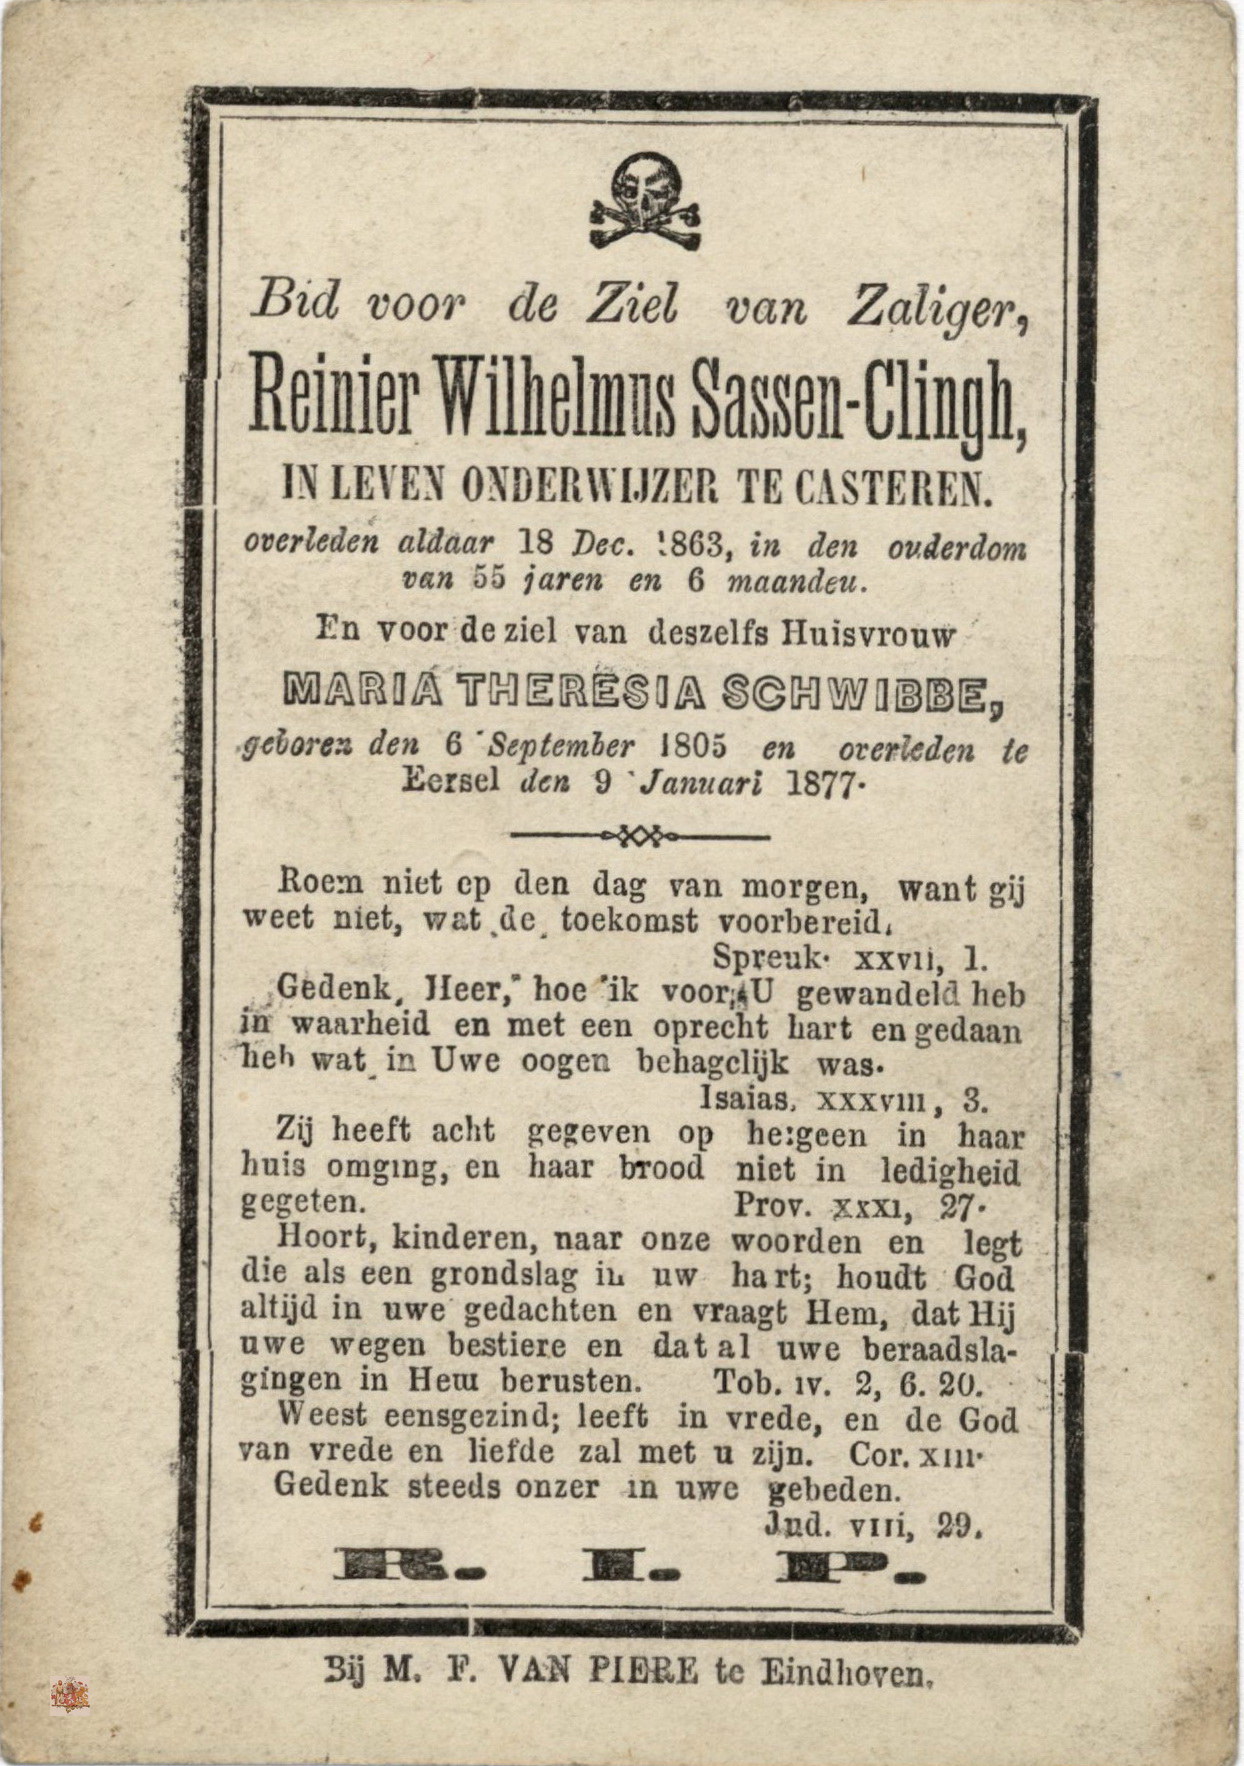 Bid voor de Ziel van Zaliger,
Reinier Wilhelmus Sassen-Clingh,
IN LEVEN ONDERWIJZER TE CASTEREN.
overleden aldaar 18 Dec. 1863, in den ouderdom
van 55 jaren en 6 maandeu.
En voor de ziel van deszelfs Huisvrouw
MARIA THERESIA SCHWIBBE,
geboren den 6 September 1805 en overleden te
Eersel den 9 Januari 1877.
Roem niet op den dag van morgen, want gij
weet niet, wat de toekomst voorbereid.
Spreuk. XXVII, 1.
Gedenk, Heer, hoe ik voor U gewandeld heb
in waarheid en met een oprecht hart en gedaan
heb wat in Uwe oogen behagelijk was.
Isaias, XXXVIII, 3.
Zij heeft acht gegeven op hetgeen in haar
huis omging, en haar brood niet in ledigheid
gegeten. Prov. XXXI, 27.
Hoort, kinderen, naar onze woorden en legt
die als een grondslag in uw hart; houdt God
altijd in uwe gedachten en vraagt Hem, dat Hij
uwe wegen bestiere en dat al uwe beraadsla-
gingen in Hem berusten. Tob. IV. 2, 6. 20.
Weest eensgezind; leeft in vrede, en de God
van vrede en liefde zal met u zijn. Cor. XIII.
Gedenk steeds onzer in uwe gebeden.
Jud. VIII, 29.
R. I. P.
Bij M. F. VAN PIERE te Eindhoven.